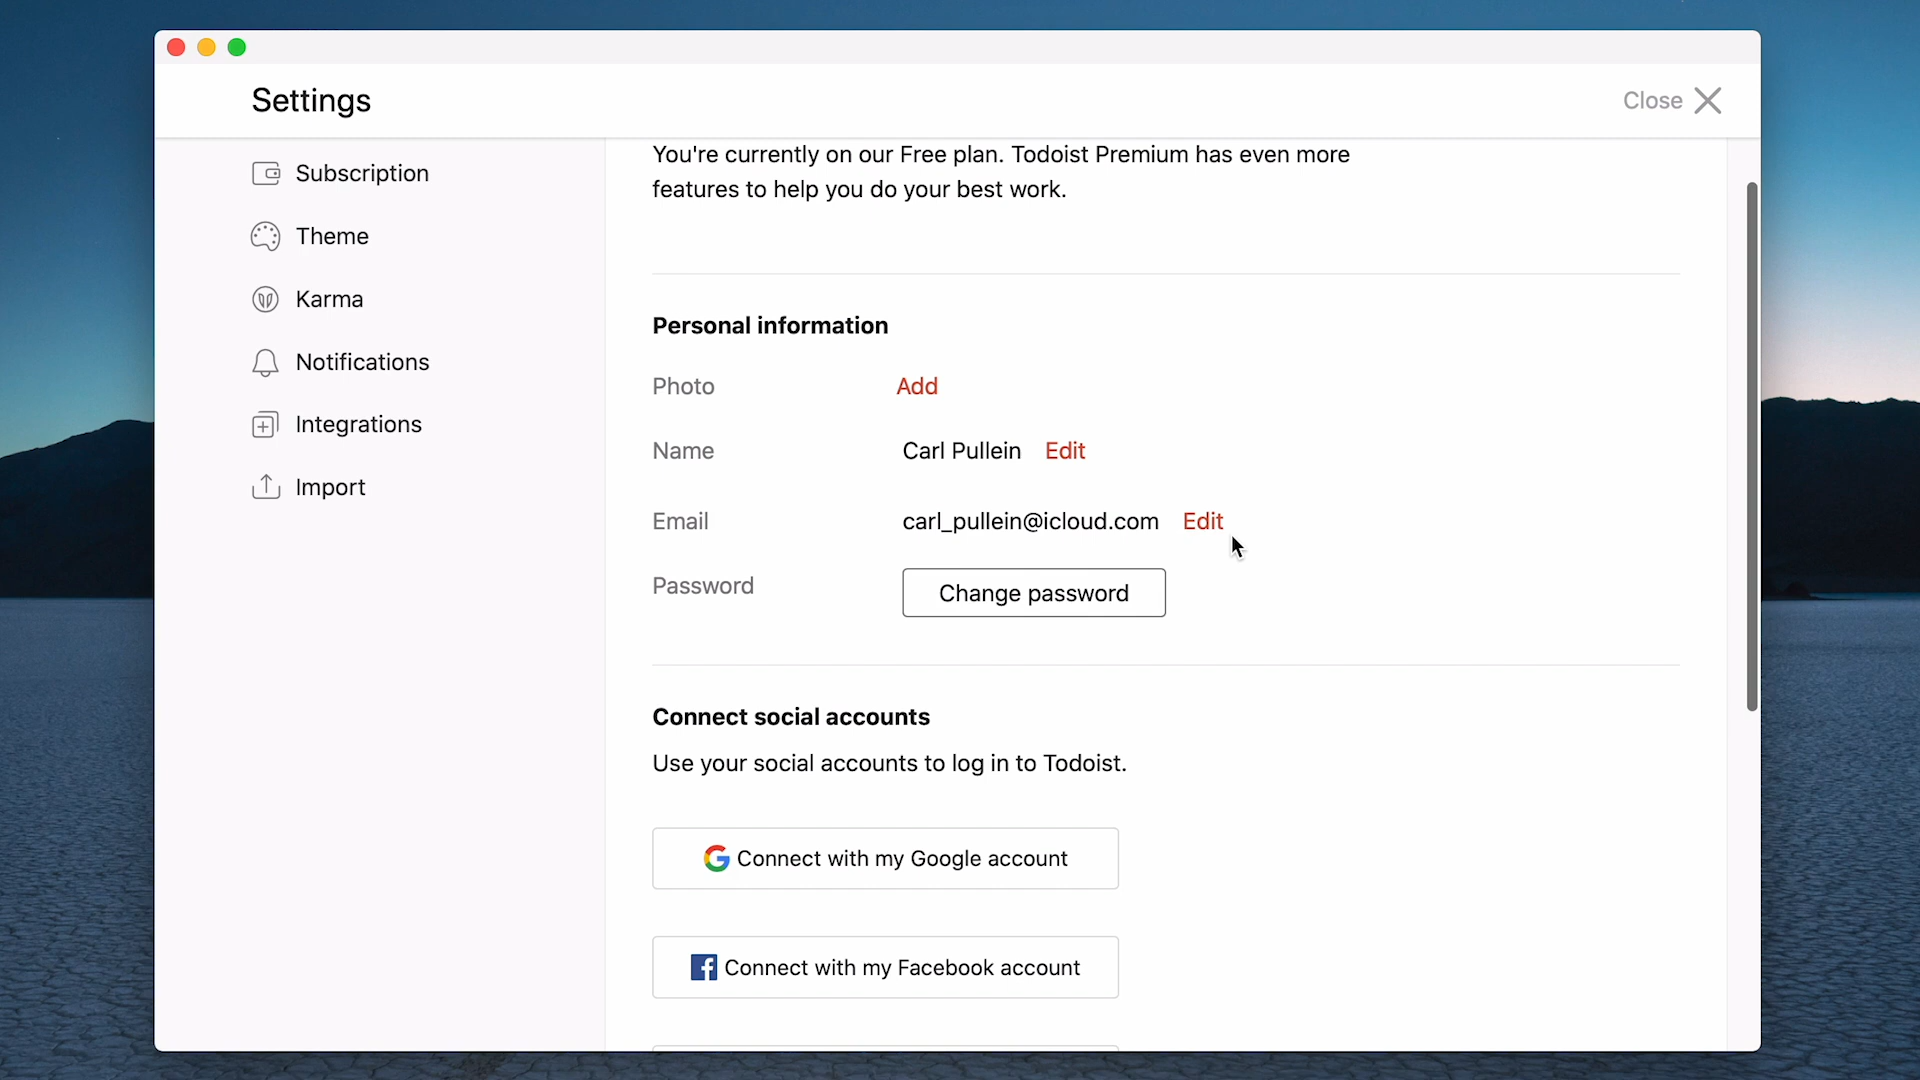 Settings
Close
Subscription
Theme
Karma
Notifications
Integrations
Import
You're currently on our Free plan. Todoist Premium has even more
features to help you do your best work.
Personal information
Photo Add
Name Carl Pullein Edit
Email carl_pullein@icloud.com Edit
Password Change password
Connect social accounts
Use your social accounts to log in to Todoist.
Connect with my Google account
Connect with my Facebook account